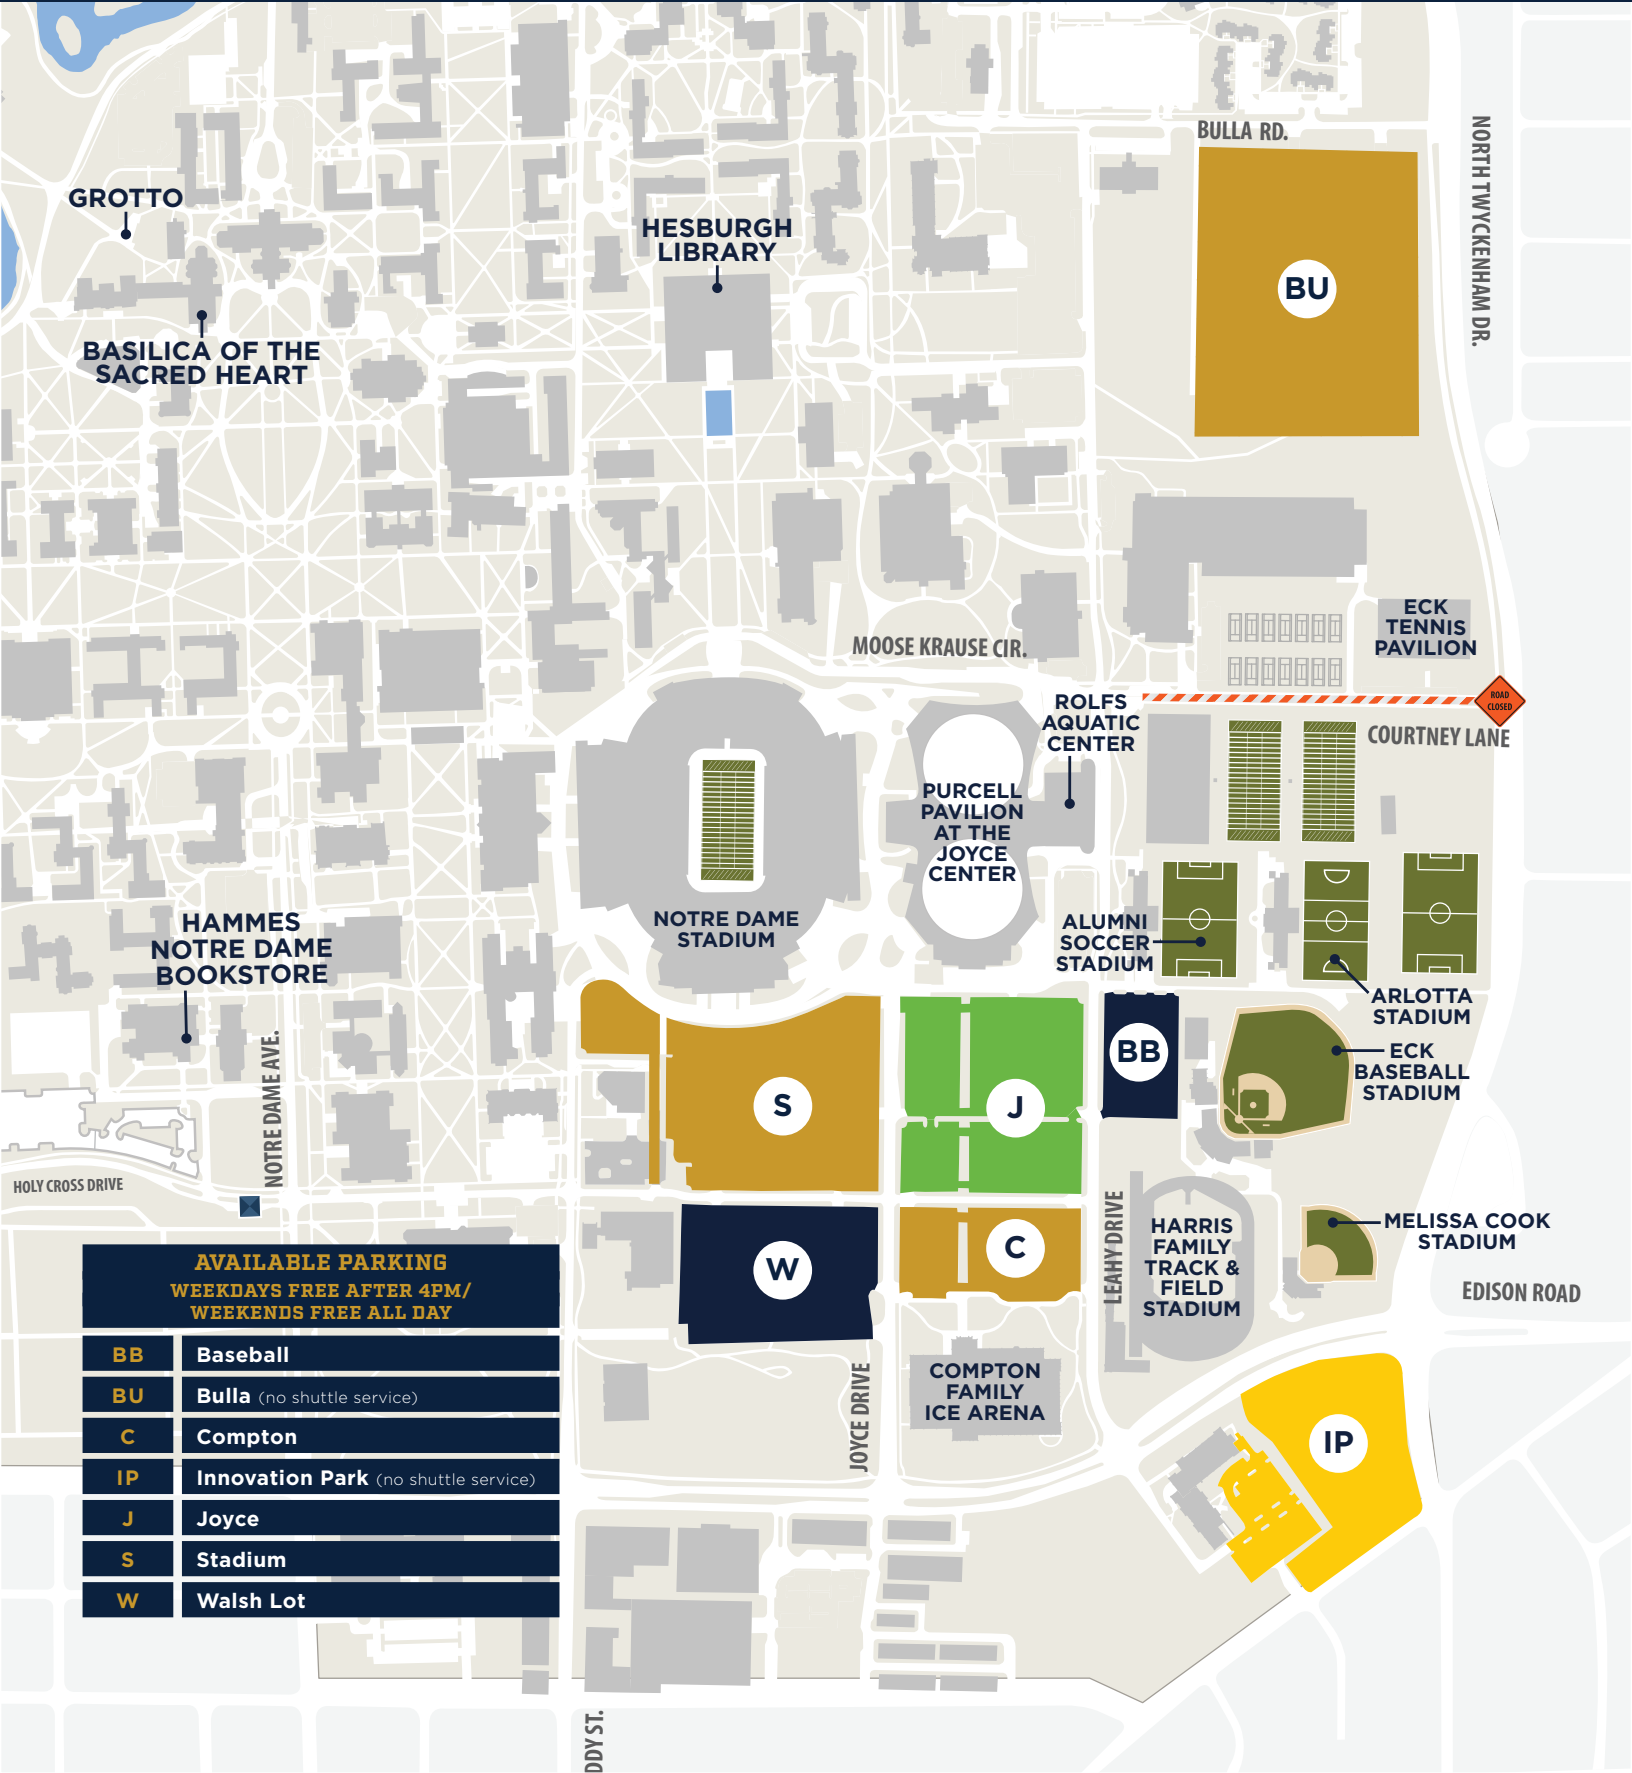 BULLA RD.
NORTH TWYCKENHAM DR.
GROTTO
HESBURGH
LIBRARY
BU
BASILICA OF THE
SACRED HEART
ECK
TENNIS
PAVILION
MOOSE KRAUSE CIR.
ROAD
CLOSED
ROLFS
AQUATIC
CENTER
COURTNEY LANE
PURCELL
PAVILION
AT THE
JOYCE
CENTER
NOTRE DAME
STADIUM
ALUMNI
SOCCER
STADIUM
HAMMES
NOTRE DAME
BOOKSTORE
ARLOTTA
STADIUM
NOTRE DAME AVE.
BB
ECK
BASEBALL
STADIUM
S
J
HOLY CROSS DRIVE
LEAHY DRIVE
HARRIS
FAMILY
TRACK &
FIELD
STADIUM
MELISSA COOK
STADIUM
W
C
EDISON ROAD
AVAILABLE PARKING
WEEKDAYS FREE AFTER 4PM/
WEEKENDS FREE ALL DAY
BB Baseball
BU Bulla (no shuttle service)
C Compton
IP Innovation Park (no shuttle service)
J Joyce
S Stadium
W Walsh Lot
JOYCE DRIVE
COMPTON
FAMILY
ICE ARENA
IP
DDY ST.